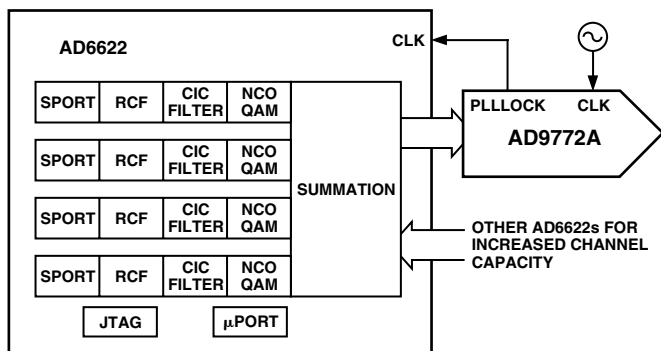 AD6622
CLK
SPORT RCF CIC FILTER NCO QAM
SPORT RCF CIC FILTER NCO QAM
SPORT RCF CIC FILTER NCO QAM
SPORT RCF CIC FILTER NCO QAM
SUMMATION
JTAG
µPORT
PLLLOCK CLK
AD9772A
OTHER AD6622s FOR
INCREASED CHANNEL
CAPACITY